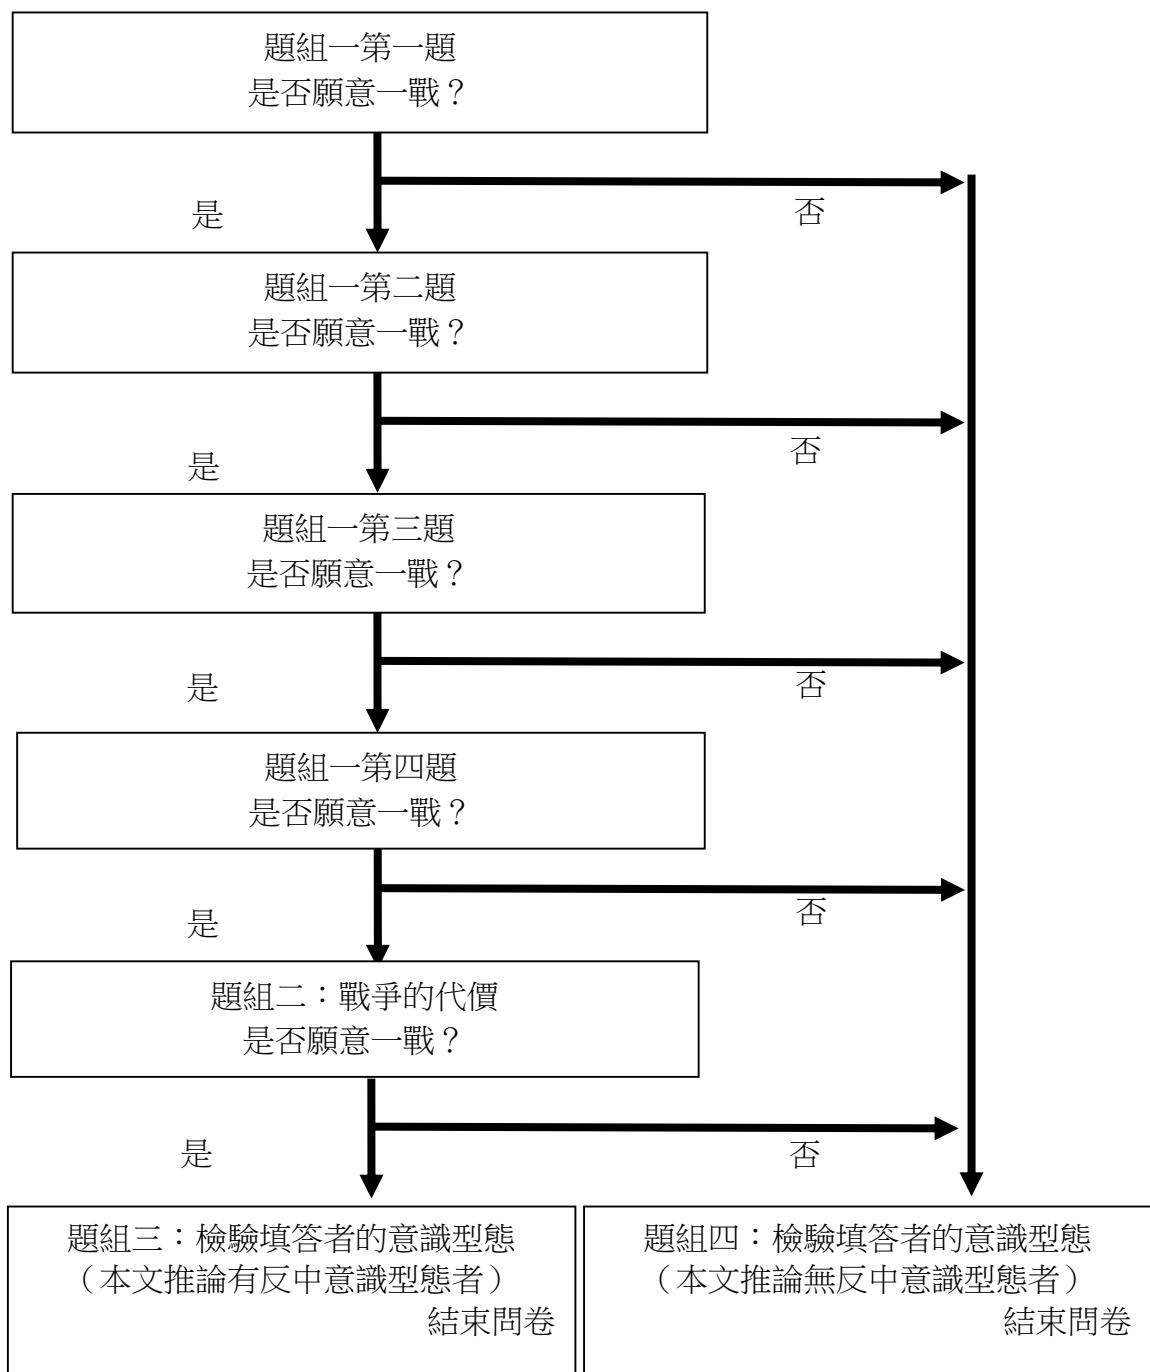 題組一第一題
是否願意一戰？
是
否
題組一第二題
是否願意一戰？
是
否
題組一第三題
是否願意一戰？
是
否
題組一第四題
是否願意一戰？
是
否
題組二：戰爭的代價
是否願意一戰？
是
否
題組三：檢驗填答者的意識型態
（本文推論有反中意識型態者）
結束問卷
題組四：檢驗填答者的意識型態
（本文推論無反中意識型態者）
結束問卷